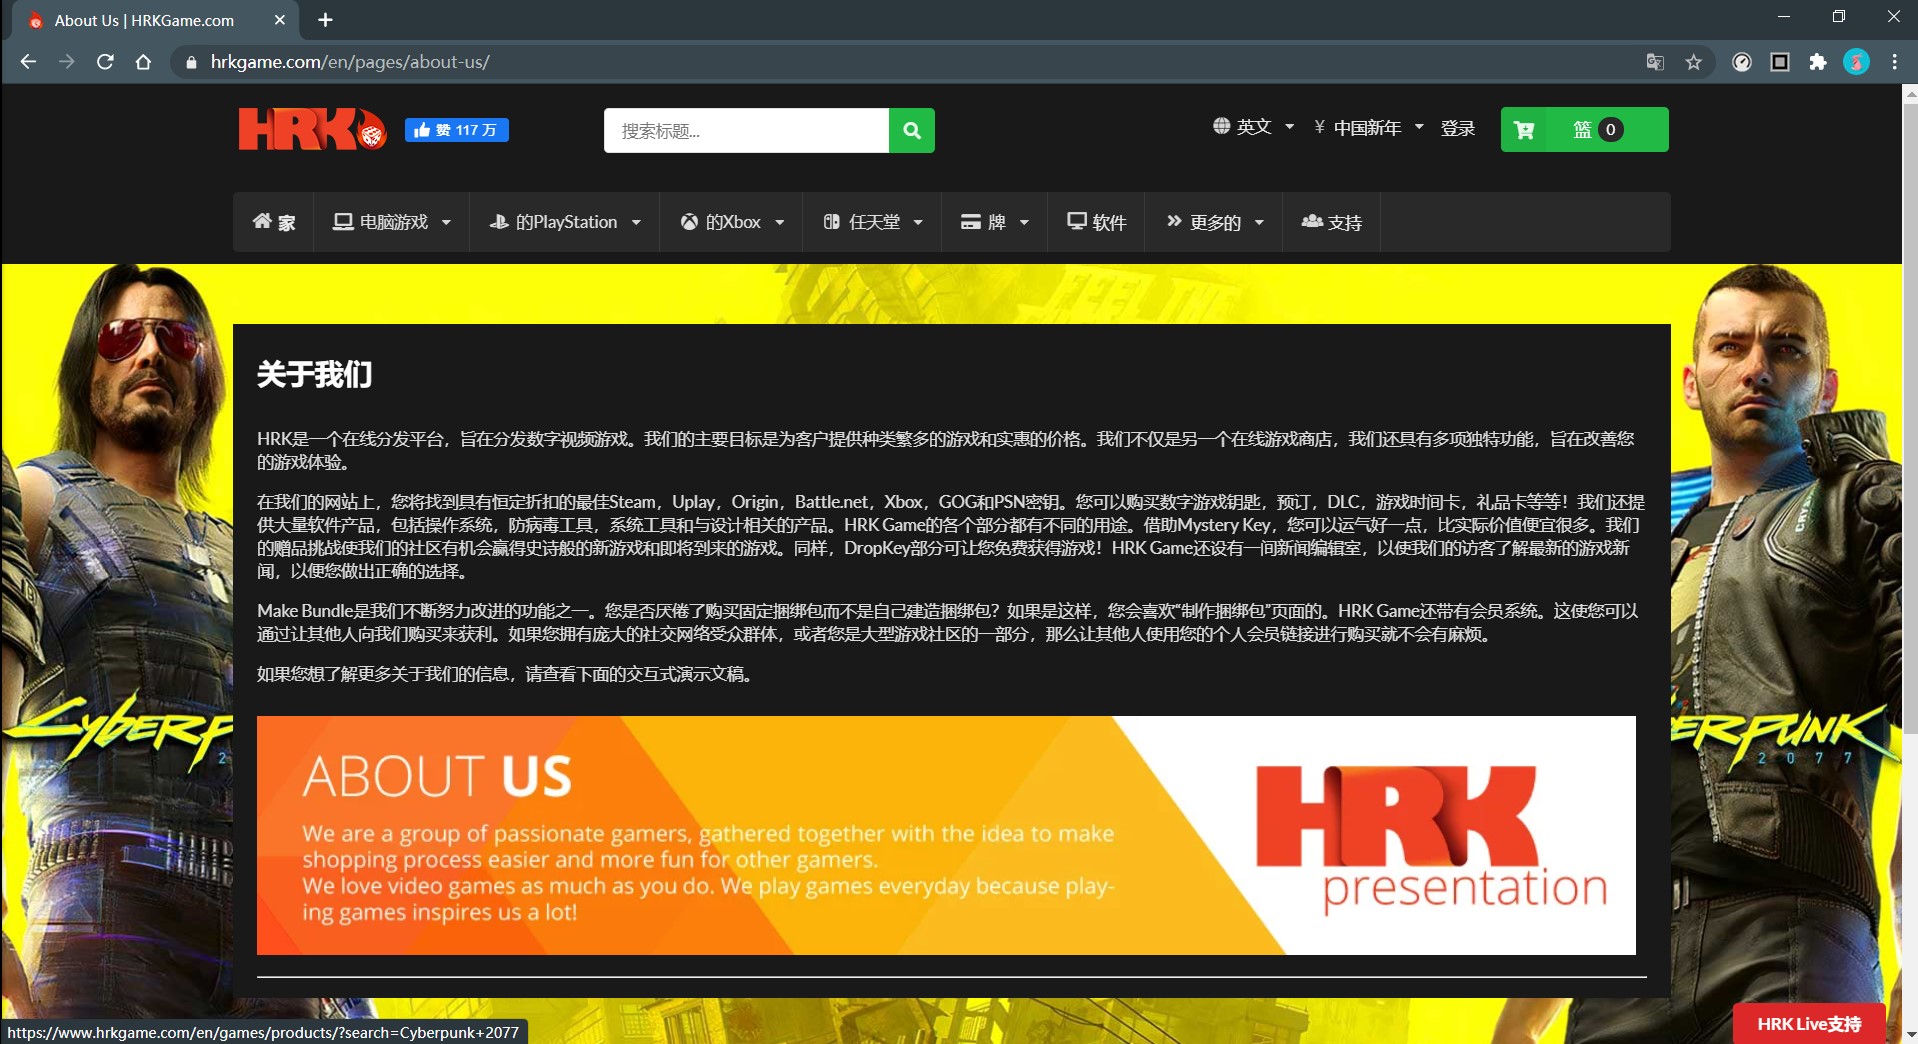 About Us | HRKGame.com
hrkgame.com/en/pages/about-us/
HRK
赞 117 万
搜索标题...
英文
¥ 中国新年
登录
篮 0
家
电脑游戏
的PlayStation
的Xbox
任天堂
牌
软件
更多的
支持
FEEL THE
关于我们
HRK是一个在线分发平台，旨在分发数字视频游戏。我们的主要目标是为客户提供种类繁多的游戏和实惠的价格。我们不仅是另一个在线游戏商店，我们还具有多项独特功能，旨在改善您
的游戏体验。
在我们的网站上，您将找到具有恒定折扣的最佳Steam，Uplay，Origin，Battle.net，Xbox，GOG和PSN密钥。您可以购买数字游戏钥匙，预订，DLC，游戏时间卡，礼品卡等等！我们还提
供大量软件产品，包括操作系统，防病毒工具，系统工具和与设计相关的产品。HRK Game的各个部分都有不同的用途。借助Mystery Key，您可以运气好一点，比实际价值便宜很多。我们
的赠品挑战使我们的社区有机会赢得史诗般的新游戏和即将到来的游戏。同样，DropKey部分可让您免费获得游戏！HRK Game还设有一间新闻编辑室，以使我们的访客了解最新的游戏新
闻，以便您做出正确的选择。
Make Bundle是我们不断努力改进的功能之一。您是否厌倦了购买固定捆绑包而不是自己建造捆绑包？如果是这样，您会喜欢“制作捆绑包”页面的。HRK Game还带有会员系统。这使您可以
通过让其他人向我们购买来获利。如果您拥有庞大的社交网络受众群体，或者您是大型游戏社区的一部分，那么让其他人使用您的个人会员链接进行购买就不会有麻烦。
如果您想了解更多关于我们的信息，请查看下面的交互式演示文稿。
CYBERP
2
ERPUNK
2077
ABOUT US
We are a group of passionate gamers, gathered together with the idea to make
shopping process easier and more fun for other gamers.
We love video games as much as you do. We play games everyday because play-
ing games inspires us a lot!
HRK
presentation
https://www.hrkgame.com/en/games/products/?search=Cyberpunk+2077
HRK Live支持